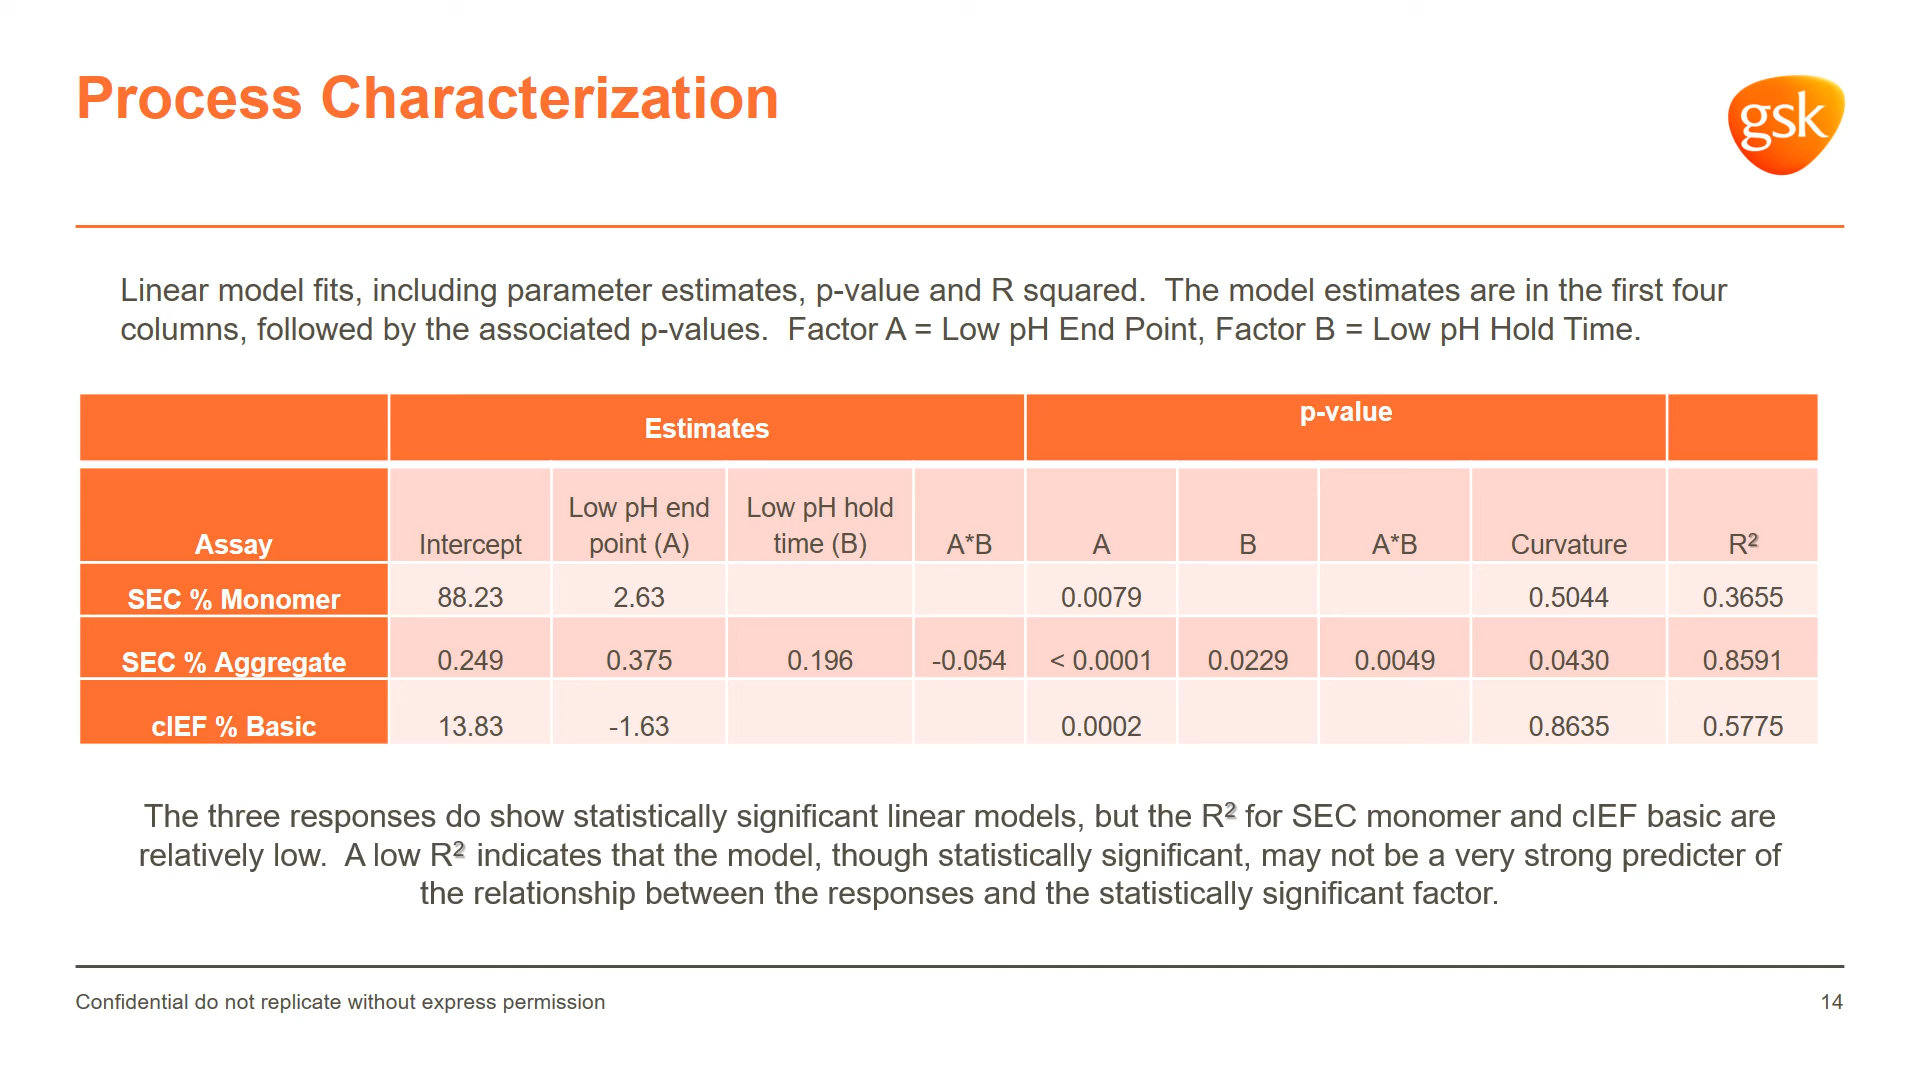 Process Characterization
gsk
Linear model fits, including parameter estimates, p-value and R squared.  The model estimates are in the first four
columns, followed by the associated p-values.  Factor A = Low pH End Point, Factor B = Low pH Hold Time.
Estimates p-value
Assay Intercept Low pH end point (A) Low pH hold time (B) A*B A B A*B Curvature R²
SEC % Monomer 88.23 2.63 0.0079 0.5044 0.3655
SEC % Aggregate 0.249 0.375 0.196 -0.054 < 0.0001 0.0229 0.0049 0.0430 0.8591
cIEF % Basic 13.83 -1.63 0.0002 0.8635 0.5775
The three responses do show statistically significant linear models, but the R² for SEC monomer and cIEF basic are
relatively low.  A low R² indicates that the model, though statistically significant, may not be a very strong predicter of
the relationship between the responses and the statistically significant factor.
Confidential do not replicate without express permission 14